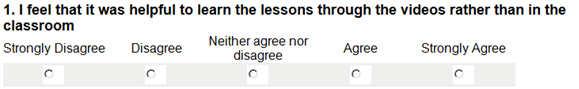 1. I feel that it was helpful to learn the lessons through the videos rather than in the
classroom
Strongly Disagree Disagree Neither agree nor disagree Agree Strongly Agree